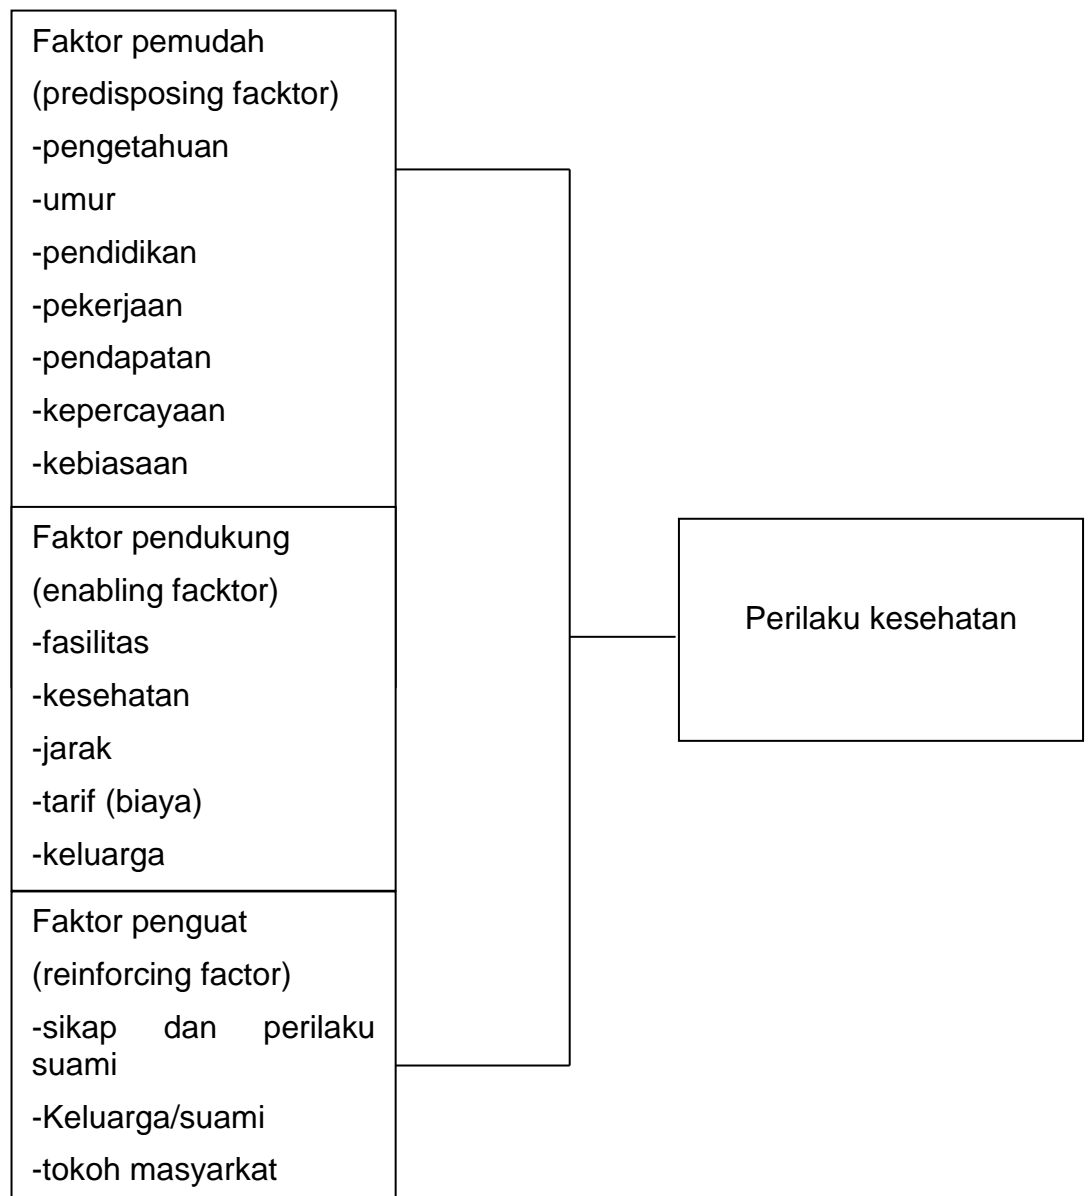 Faktor pemudah
(predisposing facktor)
-pengetahuan
-umur
-pendidikan
-pekerjaan
-pendapatan
-kepercayaan
-kebiasaan
Faktor pendukung
(enabling facktor)
-fasilitas
-kesehatan
-jarak
-tarif (biaya)
-keluarga
Faktor penguat
(reinforcing factor)
-sikap dan perilaku
suami
-Keluarga/suami
-tokoh masyarkat
Perilaku kesehatan